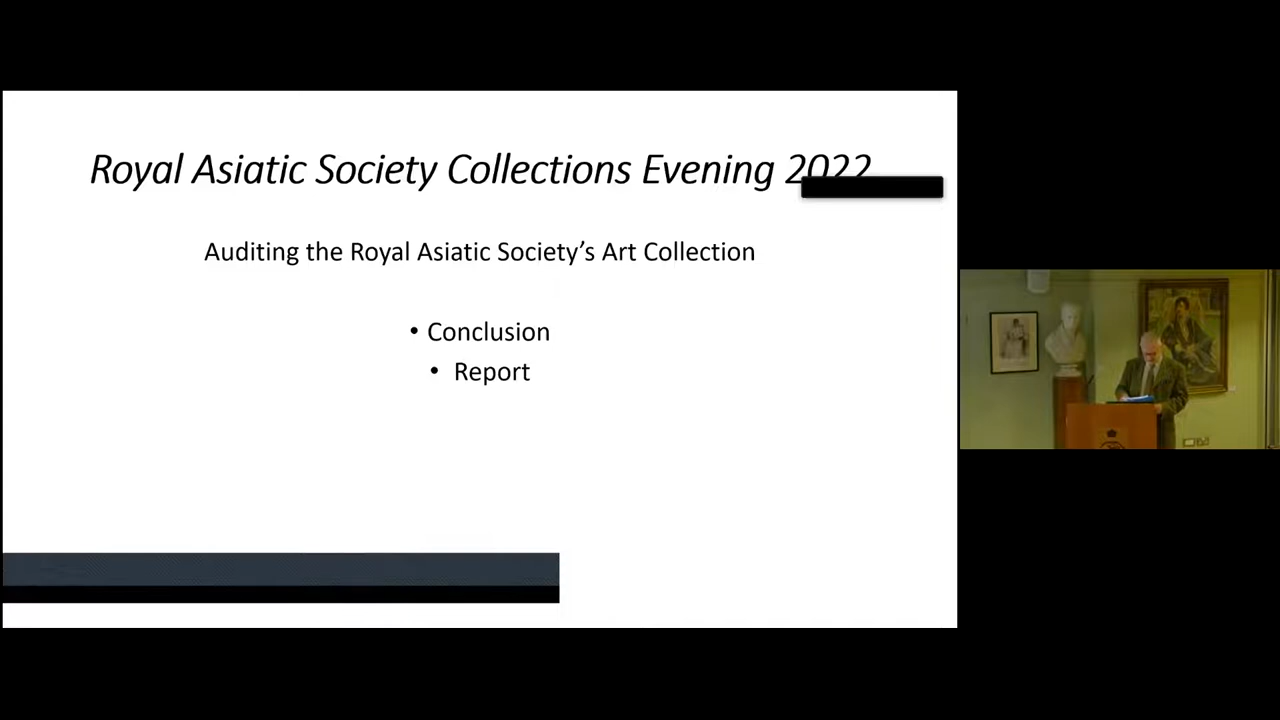 Royal Asiatic Society Collections Evening 2022
Auditing the Royal Asiatic Society’s Art Collection
• Conclusion
• Report